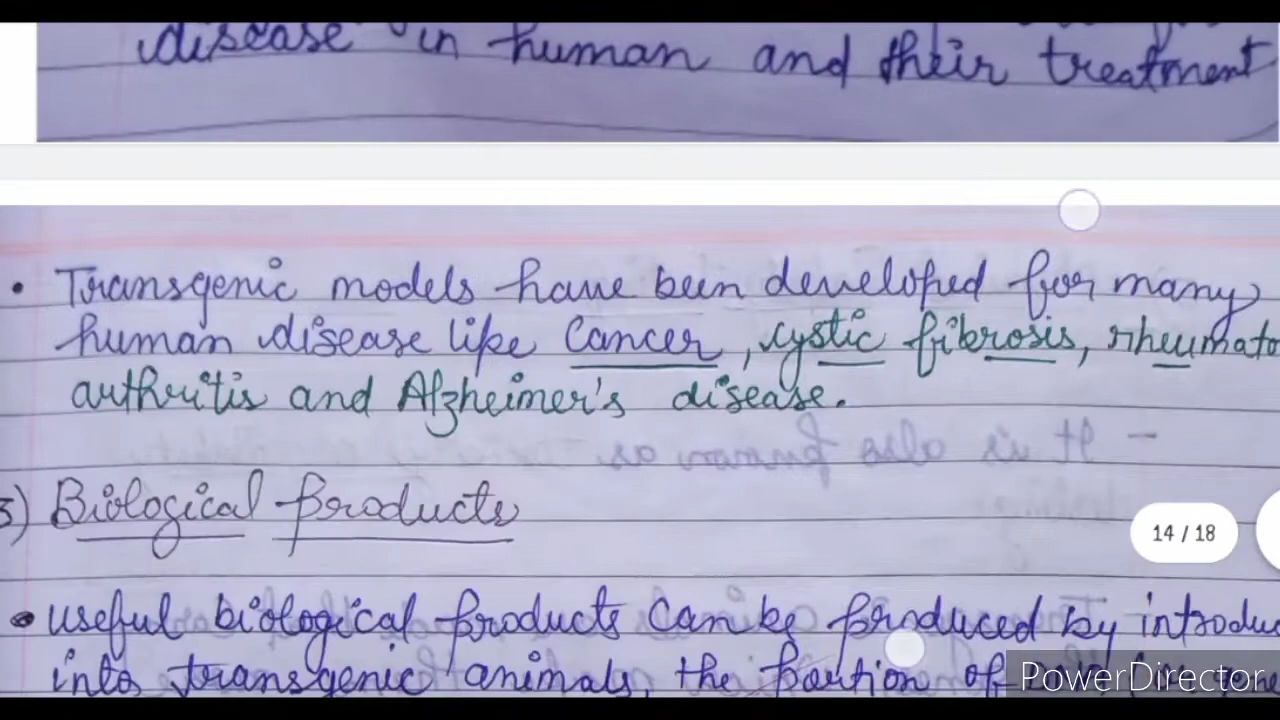 disease in human and their treatment
• Transgenic models have been developed for many
human disease like Cancer, cystic fibrosis, rheumato
arthritis and Alzheimer's disease.
3) Biological products
14 / 18
• useful biological products can be produced by introduc
into transgenic animals, the portion of
PowerDirector